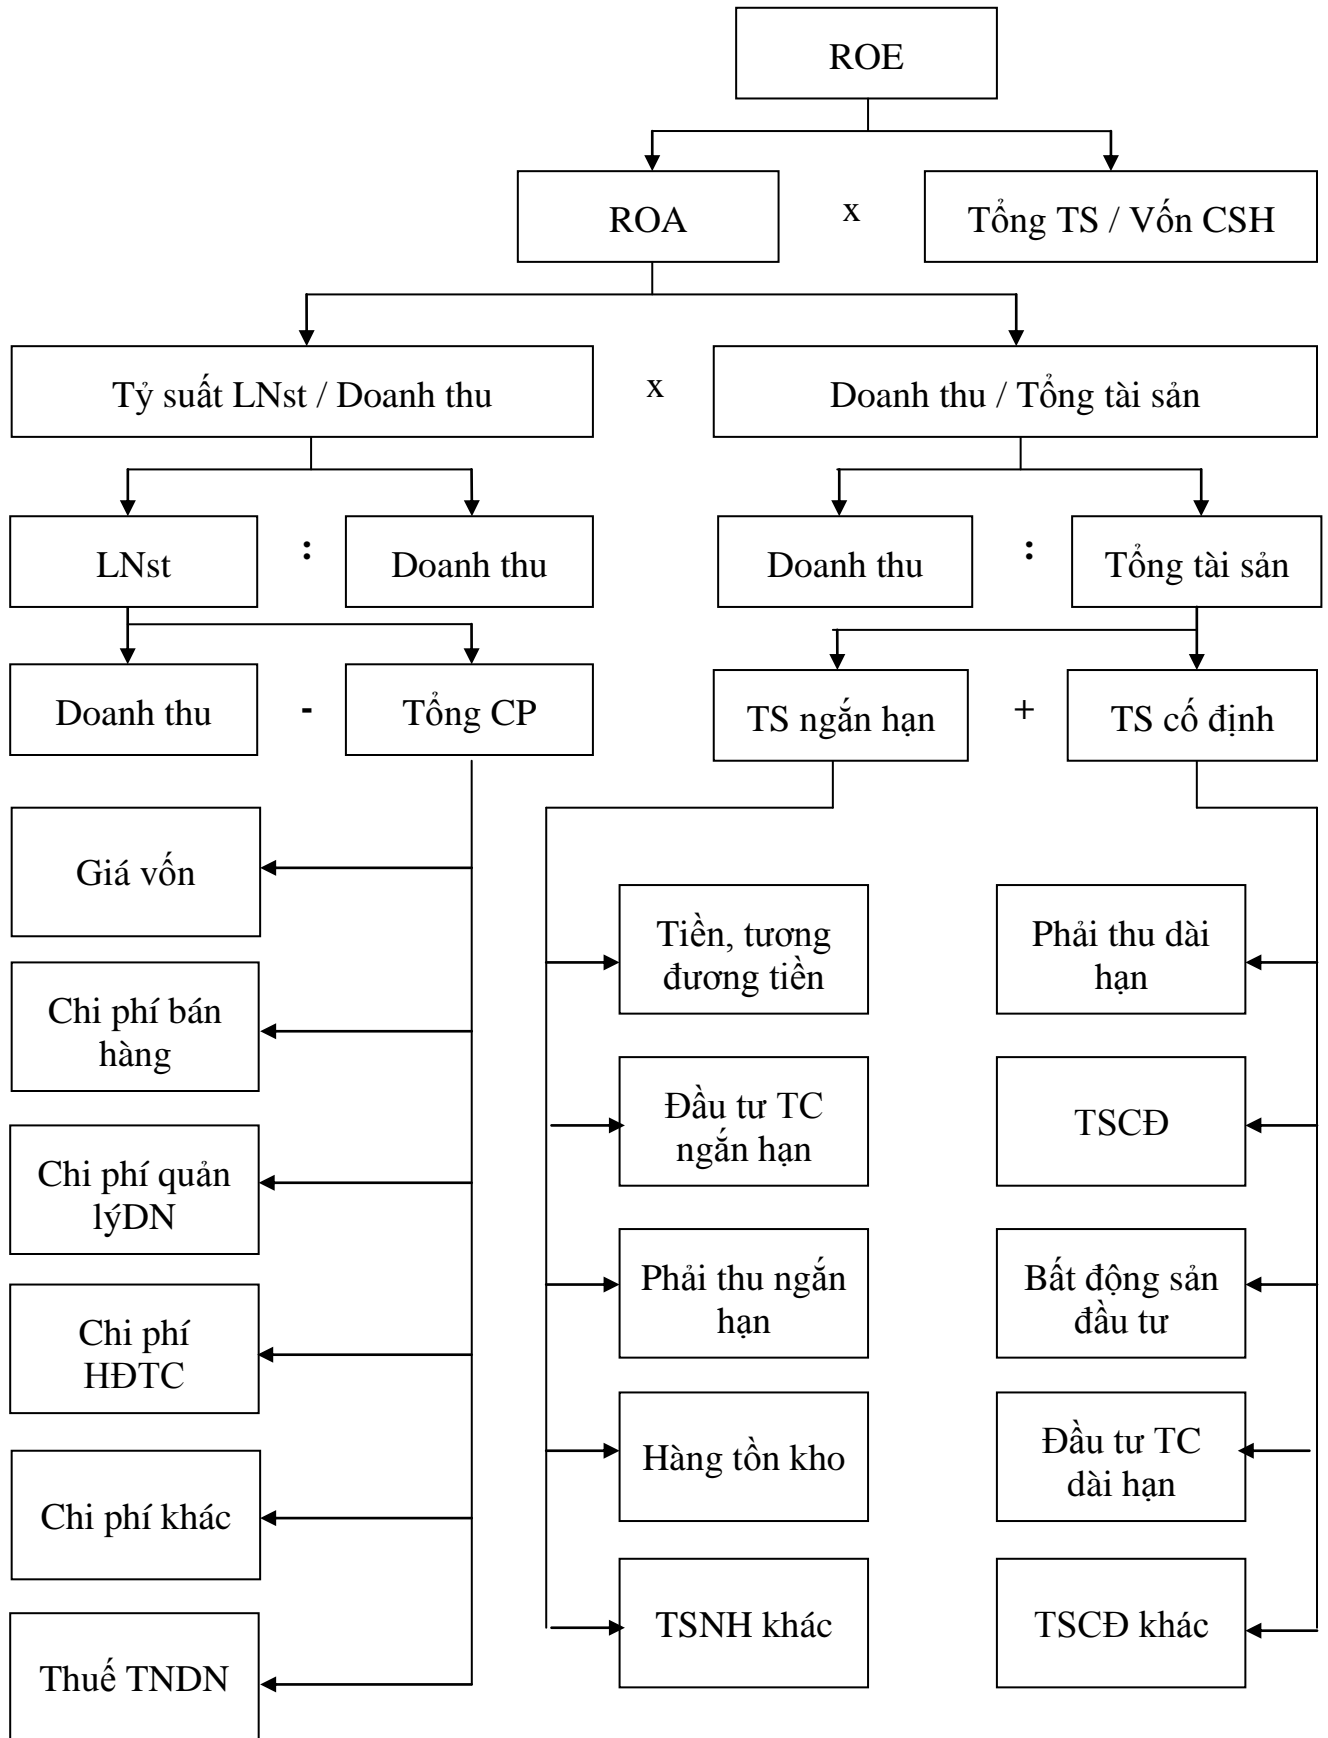 ROE
ROA
x
Tổng TS / Vốn CSH
Tỷ suất LNst / Doanh thu
x
Doanh thu / Tổng tài sản
LNst
:
Doanh thu
Doanh thu
:
Tổng tài sản
Doanh thu
-
Tổng CP
TS ngắn hạn
+
TS cố định
Giá vốn
Chi phí bán
hàng
Chi phí quản
lýDN
Chi phí
HĐTC
Chi phí khác
Thuế TNDN
Tiền, tương
đương tiền
Đầu tư TC
ngắn hạn
Phải thu ngắn
hạn
Hàng tồn kho
TSNH khác
Phải thu dài
hạn
TSCĐ
Bất động sản
đầu tư
Đầu tư TC
dài hạn
TSCĐ khác